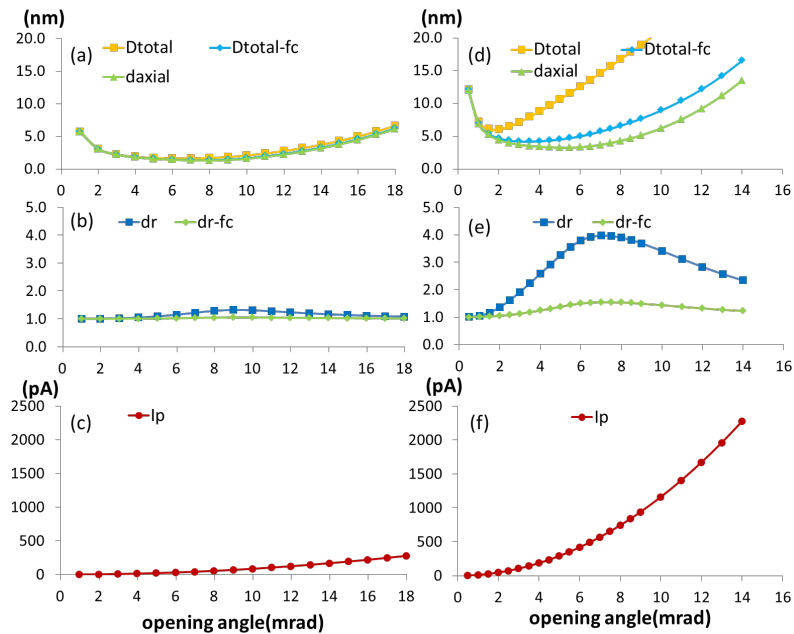 (nm)
(a)
Dtotal
Dtotal-fc
daxial
20.0
15.0
10.0
5.0
0.0
0 2 4 6 8 10 12 14 16 18
(nm)
(d)
Dtotal
Dtotal-fc
daxial
20.0
15.0
10.0
5.0
0.0
0 2 4 6 8 10 12 14 16
(b)
dr
dr-fc
5.0
4.0
3.0
2.0
1.0
0.0
0 2 4 6 8 10 12 14 16 18
(e)
dr
dr-fc
5.0
4.0
3.0
2.0
1.0
0.0
0 2 4 6 8 10 12 14 16
(pA)
(c)
Ip
2500
2000
1500
1000
500
0
0 2 4 6 8 10 12 14 16 18
opening angle(mrad)
(pA)
(f)
Ip
2500
2000
1500
1000
500
0
0 2 4 6 8 10 12 14 16
opening angle(mrad)